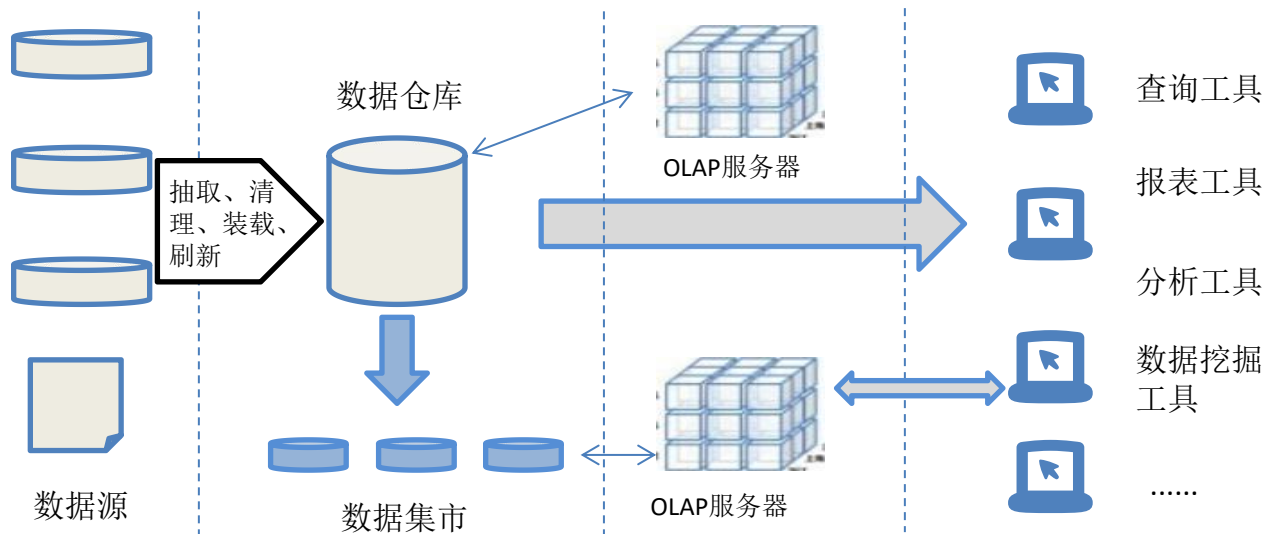 数据仓库
抽取、清
理、装载、
刷新
数据源
数据集市
OLAP服务器
OLAP服务器
查询工具
报表工具
分析工具
数据挖掘
工具
......